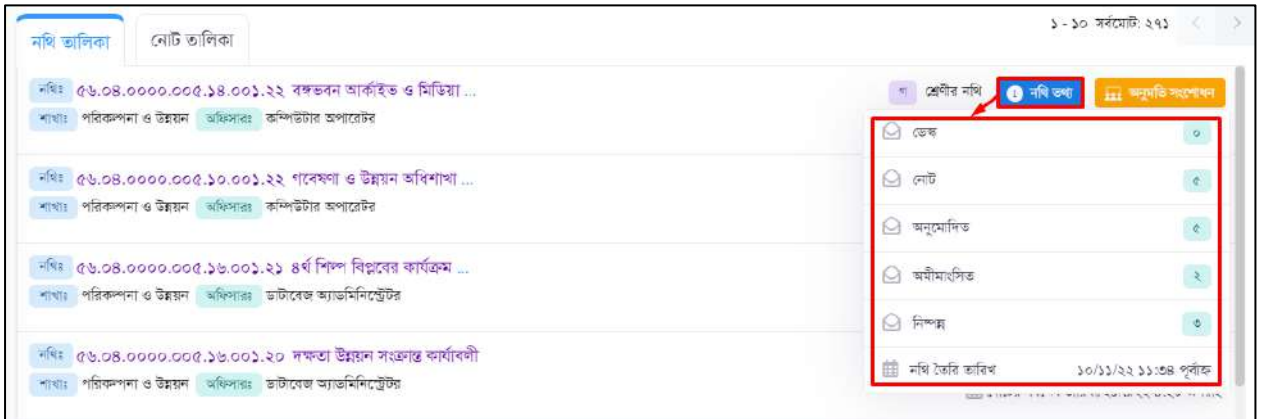 নথি তালিকা
নোট তালিকা
১ - ১০ সর্বমোট: ২৭১
নথিঃ ৫৬.০৪.০০০০.০০৫.১৪.০০১.২২ বঙ্গভবন আর্কাইভ ও মিডিয়া ...
গ শ্রেণীর নথি নথি তথ্য অনুমতি সংশোধন
শাখাঃ পরিকল্পনা ও উন্নয়ন অফিসারঃ কম্পিউটার অপারেটর
ডেস্ক ০
নথিঃ ৫৬.০৪.০০০০.০০৫.১০.০০১.২২ গবেষণা ও উন্নয়ন অধিশাখা ...
নোট ৫
শাখাঃ পরিকল্পনা ও উন্নয়ন অফিসারঃ কম্পিউটার অপারেটর
অনুমোদিত ৫
নথিঃ ৫৬.০৪.০০০০.০০৫.১৬.০০১.২১ ৪র্থ শিল্প বিপ্লবের কার্যক্রম ...
অমীমাংসিত ২
শাখাঃ পরিকল্পনা ও উন্নয়ন অফিসারঃ ডাটাবেজ অ্যাডমিনিস্ট্রেটর
নিষ্পন্ন ৩
নথিঃ ৫৬.০৪.০০০০.০০৫.১৬.০০১.২০ দক্ষতা উন্নয়ন সংক্রান্ত কার্যাবলী
নথি তৈরি তারিখ ১০/১১/২২ ১১:৩৪ পূর্বাহ্ন
শাখাঃ পরিকল্পনা ও উন্নয়ন অফিসারঃ ডাটাবেজ অ্যাডমিনিস্ট্রেটর